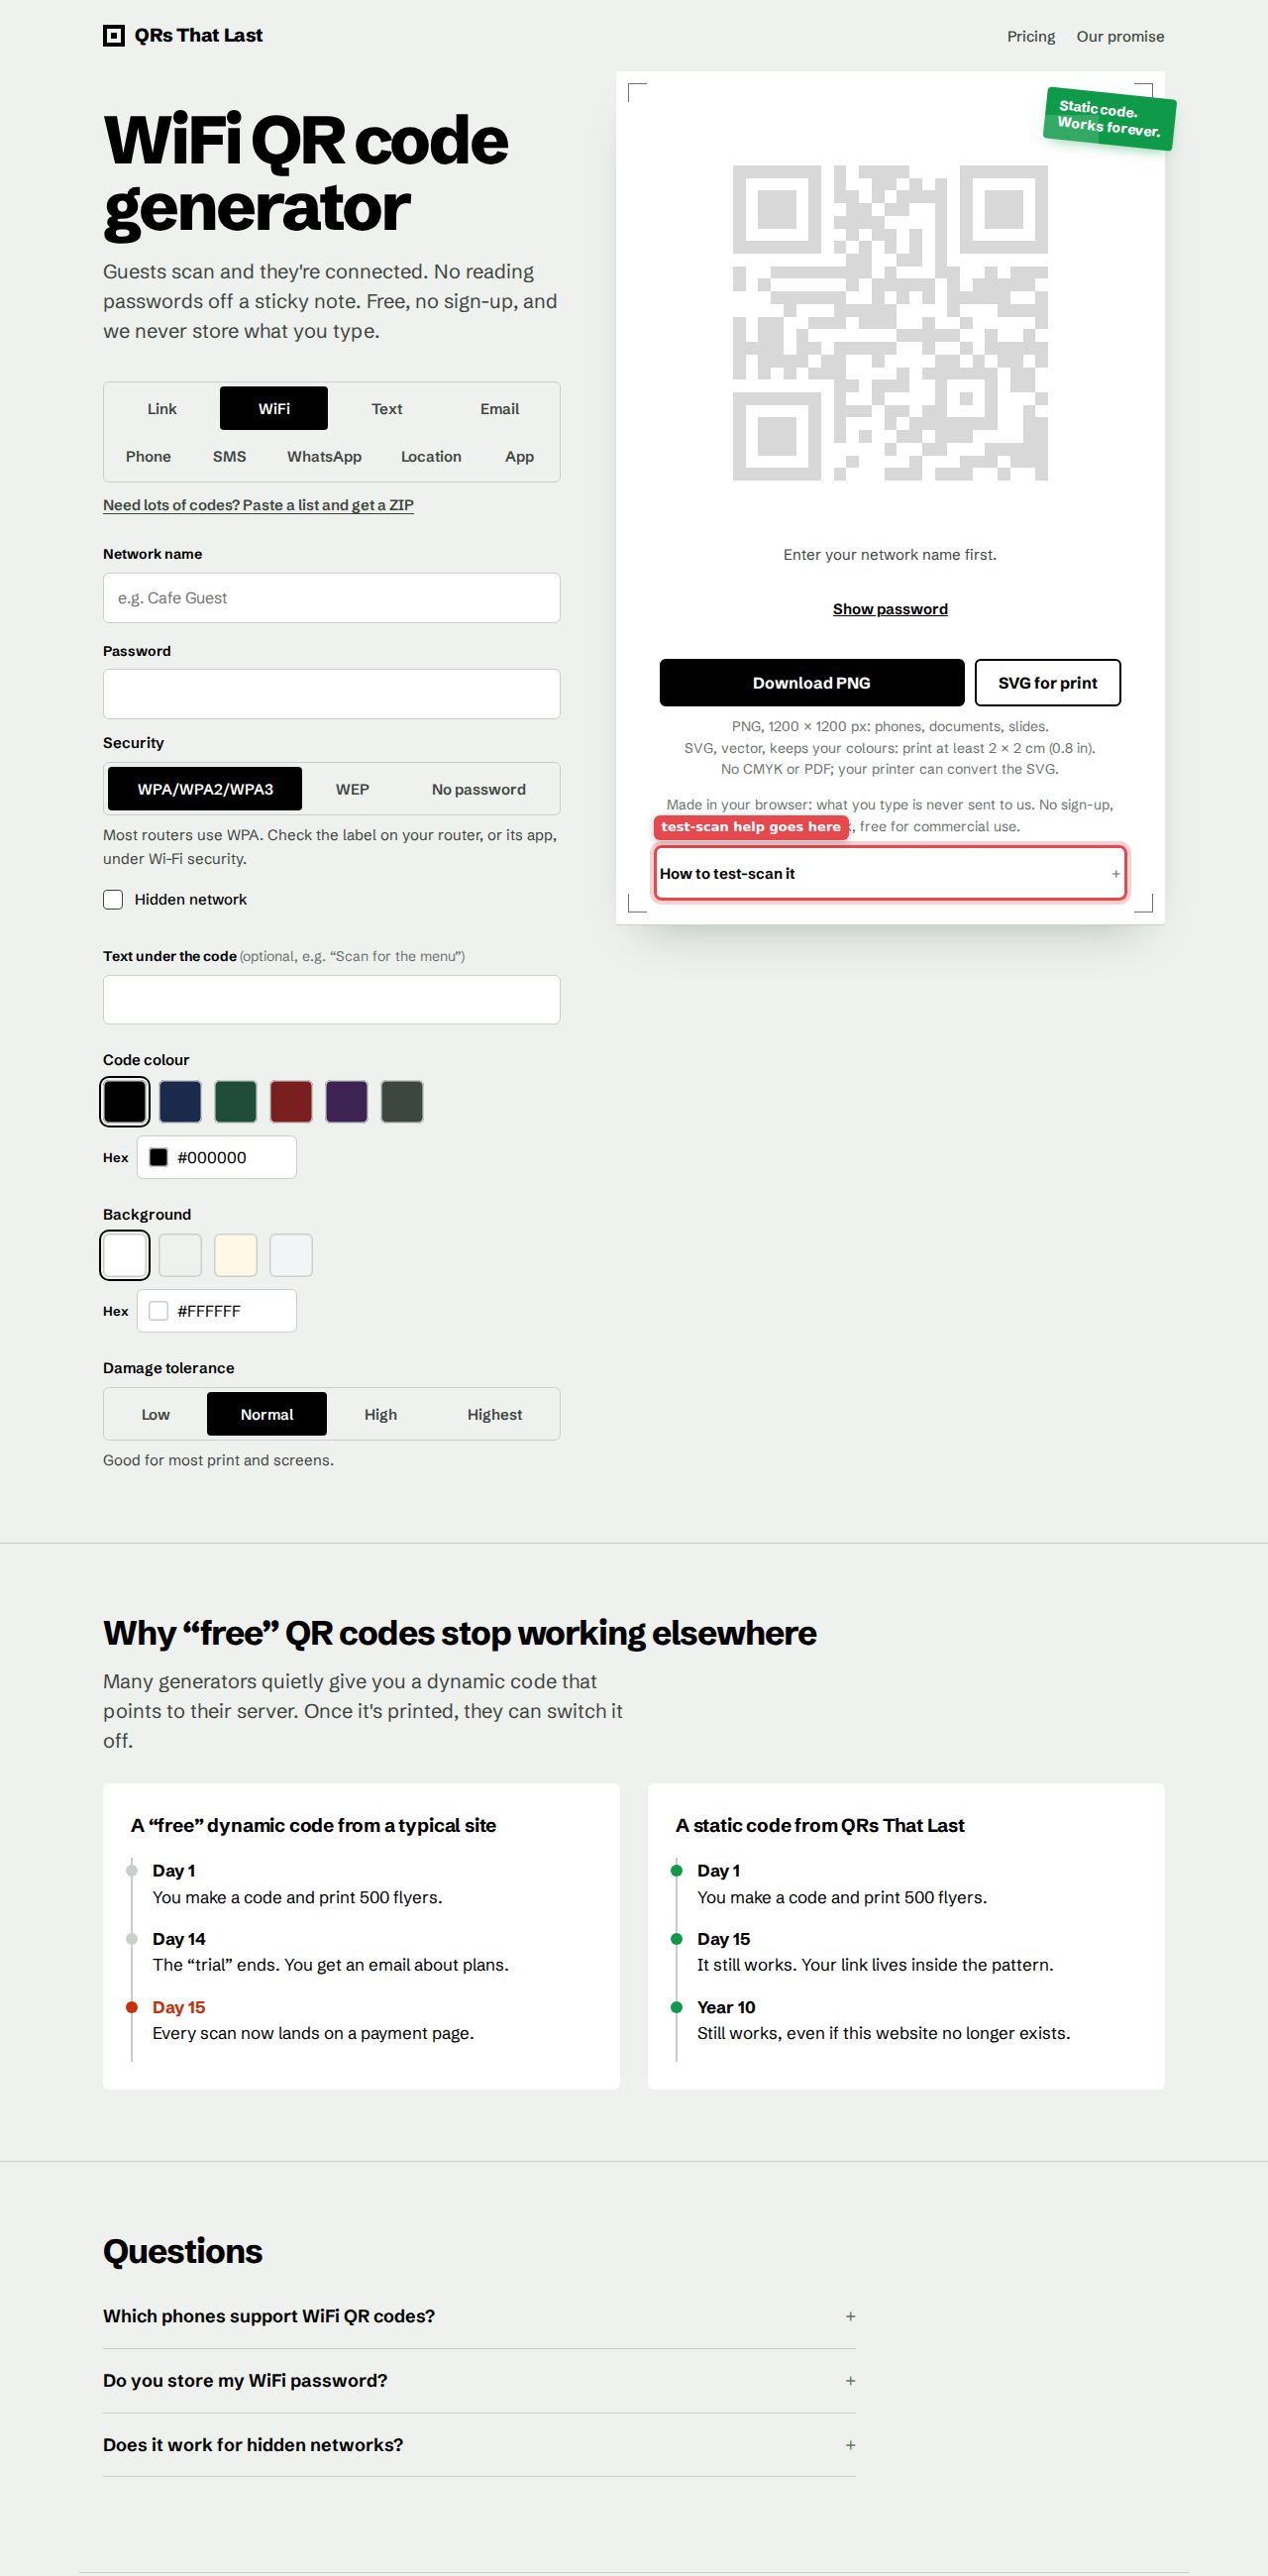 QRs That Last
Pricing
Our promise
WiFi QR code
generator
Guests scan and they're connected. No reading
passwords off a sticky note. Free, no sign-up, and
we never store what you type.
Link
WiFi
Text
Email
Phone
SMS
WhatsApp
Location
App
Need lots of codes? Paste a list and get a ZIP
Network name
e.g. Cafe Guest
Password
Security
WPA/WPA2/WPA3
WEP
No password
Most routers use WPA. Check the label on your router, or its app,
under Wi-Fi security.
Hidden network
Text under the code (optional, e.g. “Scan for the menu”)
Code colour
Hex
#000000
Background
Hex
#FFFFFF
Damage tolerance
Low
Normal
High
Highest
Good for most print and screens.
Static code.
Works forever.
Enter your network name first.
Show password
Download PNG
SVG for print
PNG, 1200 × 1200 px: phones, documents, slides.
SVG, vector, keeps your colours: print at least 2 × 2 cm (0.8 in).
No CMYK or PDF; your printer can convert the SVG.
Made in your browser: what you type is never sent to us. No sign-up,
test-scan help goes here
, free for commercial use.
How to test-scan it
+
Why “free” QR codes stop working elsewhere
Many generators quietly give you a dynamic code that
points to their server. Once it's printed, they can switch it
off.
A “free” dynamic code from a typical site
Day 1
You make a code and print 500 flyers.
Day 14
The “trial” ends. You get an email about plans.
Day 15
Every scan now lands on a payment page.
A static code from QRs That Last
Day 1
You make a code and print 500 flyers.
Day 15
It still works. Your link lives inside the pattern.
Year 10
Still works, even if this website no longer exists.
Questions
Which phones support WiFi QR codes?
+
Do you store my WiFi password?
+
Does it work for hidden networks?
+